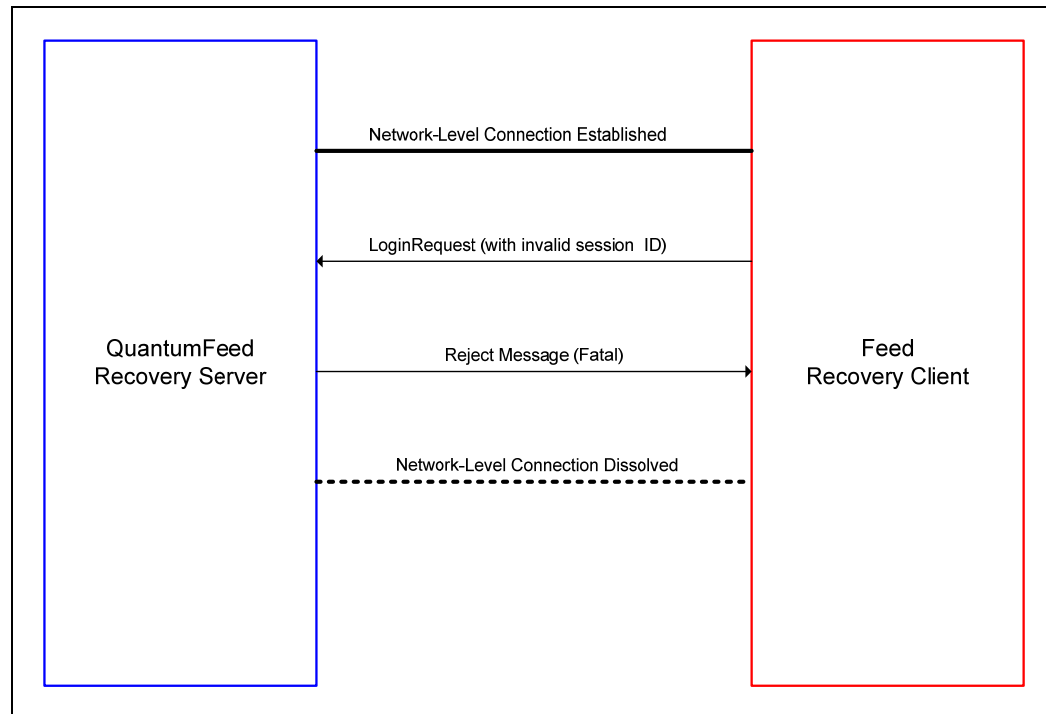 Network-Level Connection Established
LoginRequest (with invalid session ID)
QuantumFeed
Recovery Server
Reject Message (Fatal)
Feed
Recovery Client
Network-Level Connection Dissolved